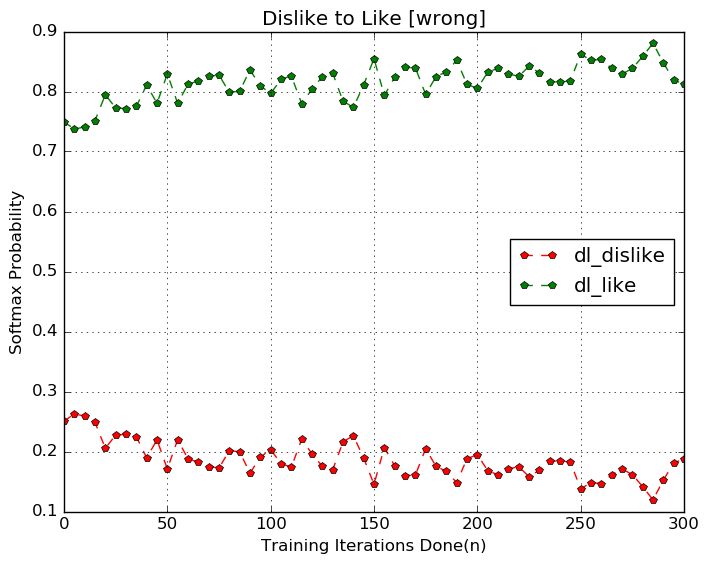 Dislike to Like [wrong]
0.9
0.8
0.7
0.6
0.5
0.4
0.3
0.2
0.1
Softmax Probability
dl_dislike
dl_like
0 50 100 150 200 250 300
Training Iterations Done(n)